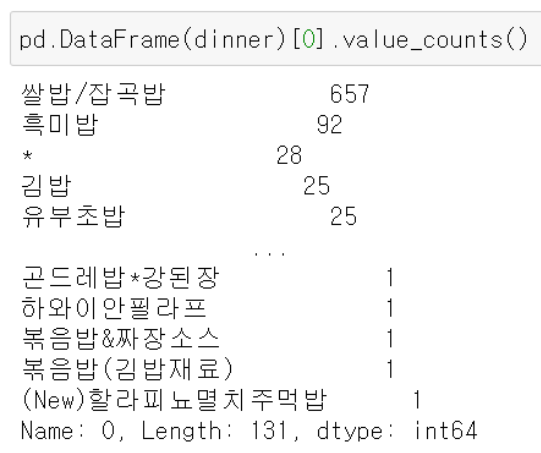 pd.DataFrame(dinner)[0].value_counts()
쌀밥/잡곡밥 657
흑미밥 92
* 28
김밥 25
유부초밥 25
...
곤드레밥*강된장 1
하와이안필라프 1
볶음밥&짜장소스 1
볶음밥(김밥재료) 1
(New)할라피뇨멸치주먹밥 1
Name: 0, Length: 131, dtype: int64